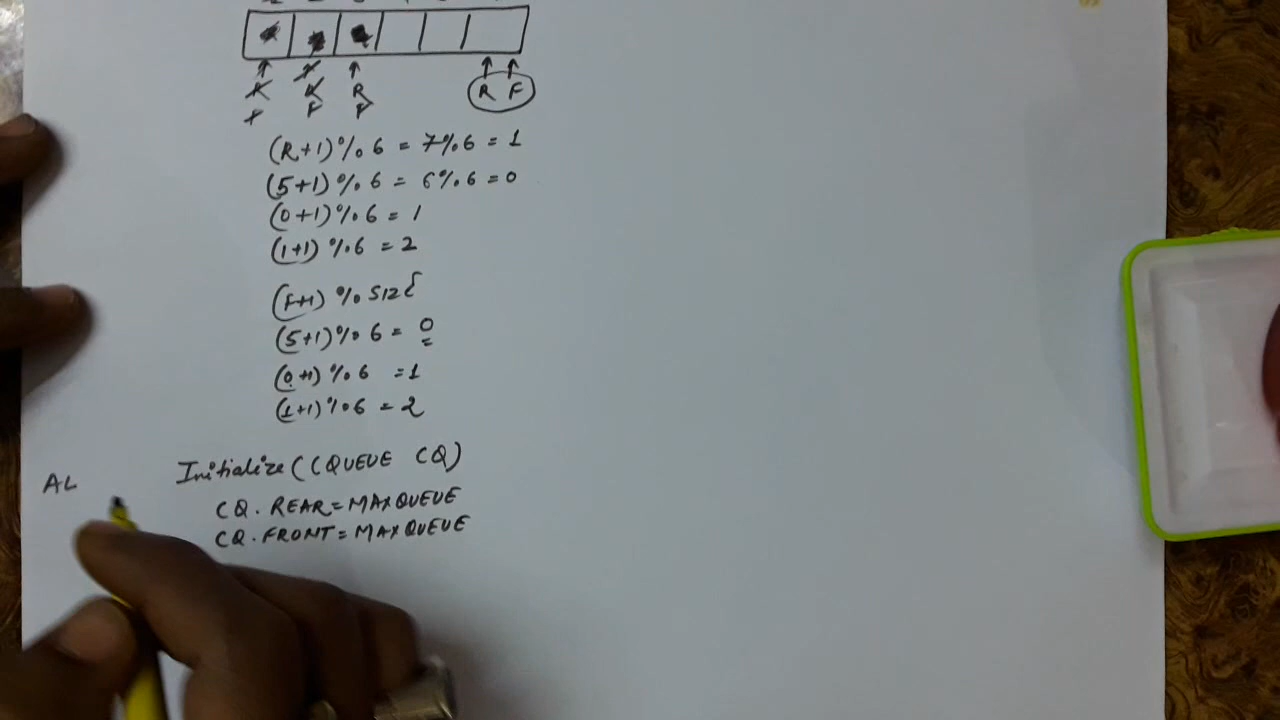 R R R R F
F F F
(R+1)%6 = 7%6 = 1
(5+1)%6 = 6%6 = 0
(0+1)%6 = 1
(1+1)%6 = 2
(F+1)%SIZE
(5+1)%6 = 0
(0+1)%6 = 1
(1+1)%6 = 2
Initialize(CQUEUE CQ)
AL
CQ.REAR=MAXQUEUE
CQ.FRONT=MAXQUEUE